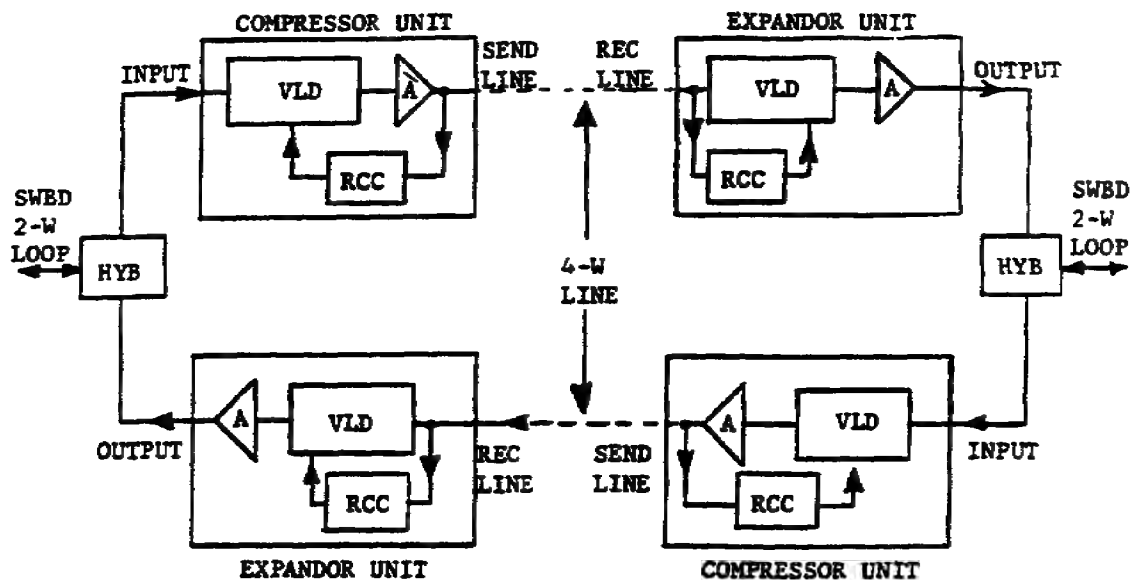 COMPRESSOR UNIT
EXPANDOR UNIT
INPUT
VLD
A
SEND
LINE
REC
LINE
VLD
A
OUTPUT
RCC
RCC
SWBD
2-W
LOOP
HYB
4-W
LINE
HYB
SWBD
2-W
LOOP
OUTPUT
A
VLD
RCC
REC
LINE
SEND
LINE
A
VLD
RCC
INPUT
EXPANDOR UNIT
COMPRESSOR UNIT